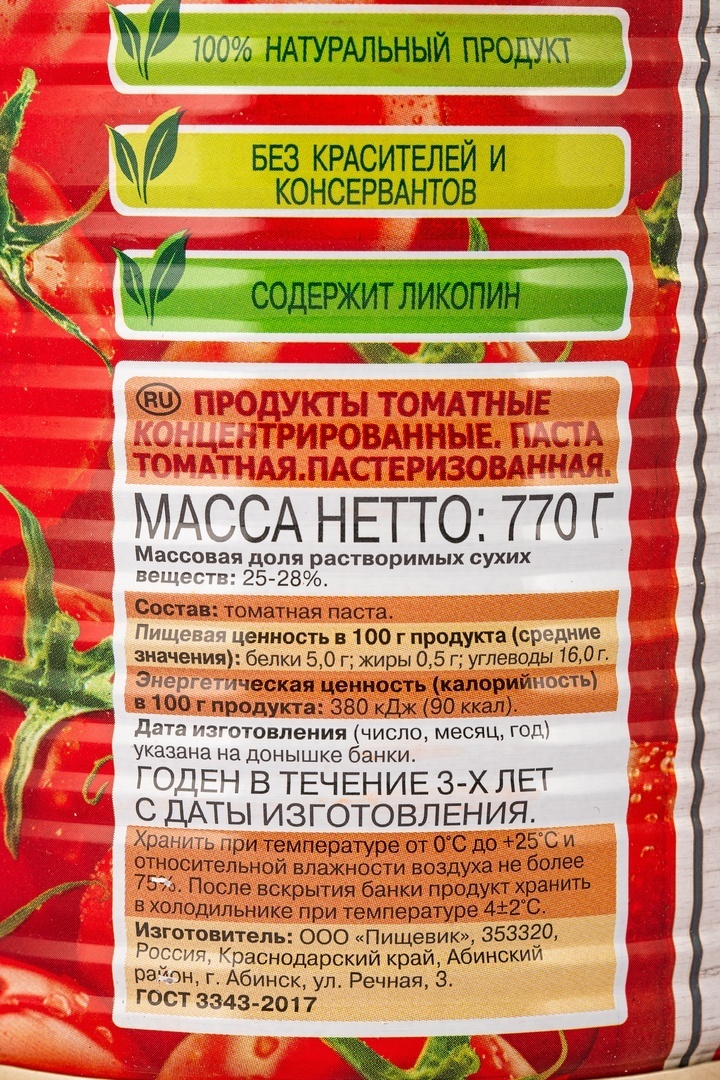 100% НАТУРАЛЬНЫЙ ПРОДУКТ
БЕЗ КРАСИТЕЛЕЙ И
КОНСЕРВАНТОВ
СОДЕРЖИТ ЛИКОПИН
RU ПРОДУКТЫ ТОМАТНЫЕ
КОНЦЕНТРИРОВАННЫЕ. ПАСТА
ТОМАТНАЯ.ПАСТЕРИЗОВАННАЯ.
МАССА НЕТТО: 770 Г
Массовая доля растворимых сухих
веществ: 25-28%.
Состав: томатная паста.
Пищевая ценность в 100 г продукта (средние
значения): белки 5,0 г; жиры 0,5 г; углеводы 16,0 г.
Энергетическая ценность (калорийность)
в 100 г продукта: 380 кДж (90 ккал).
Дата изготовления (число, месяц, год)
указана на донышке банки.
ГОДЕН В ТЕЧЕНИЕ 3-Х ЛЕТ
С ДАТЫ ИЗГОТОВЛЕНИЯ.
Хранить при температуре от 0°С до +25°С и
относительной влажности воздуха не более
75%. После вскрытия банки продукт хранить
в холодильнике при температуре 4±2°С.
Изготовитель: ООО «Пищевик», 353320,
Россия, Краснодарский край, Абинский
район, г. Абинск, ул. Речная, 3.
ГОСТ 3343-2017